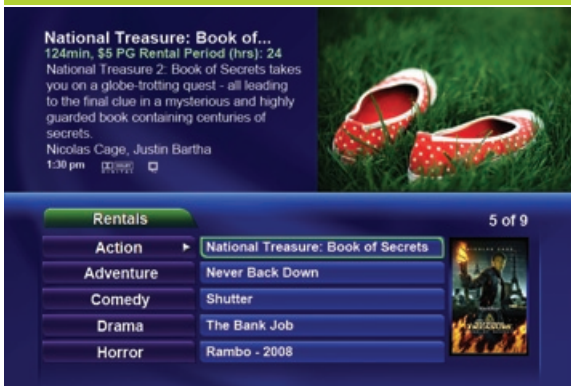 National Treasure: Book of...
124min, $5 PG Rental Period (hrs): 24
National Treasure 2: Book of Secrets takes
you on a globe-trotting quest - all leading
to the final clue in a mysterious and highly
guarded book containing centuries of
secrets.
Nicolas Cage, Justin Bartha
1:30 pm
DIGITAL
Rentals
5 of 9
Action
National Treasure: Book of Secrets
Adventure
Never Back Down
Comedy
Shutter
Drama
The Bank Job
Horror
Rambo - 2008